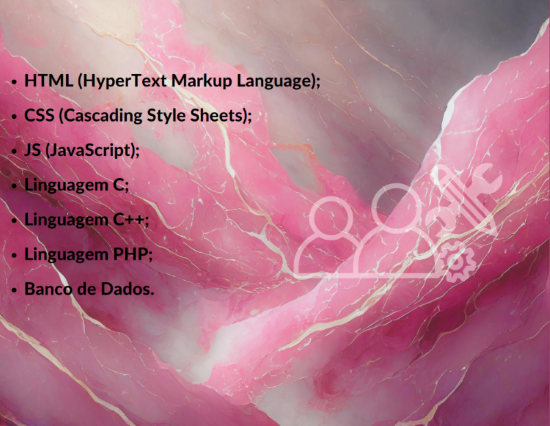 • HTML (HyperText Markup Language);
• CSS (Cascading Style Sheets);
• JS (JavaScript);
• Linguagem C;
• Linguagem C++;
• Linguagem PHP;
• Banco de Dados.